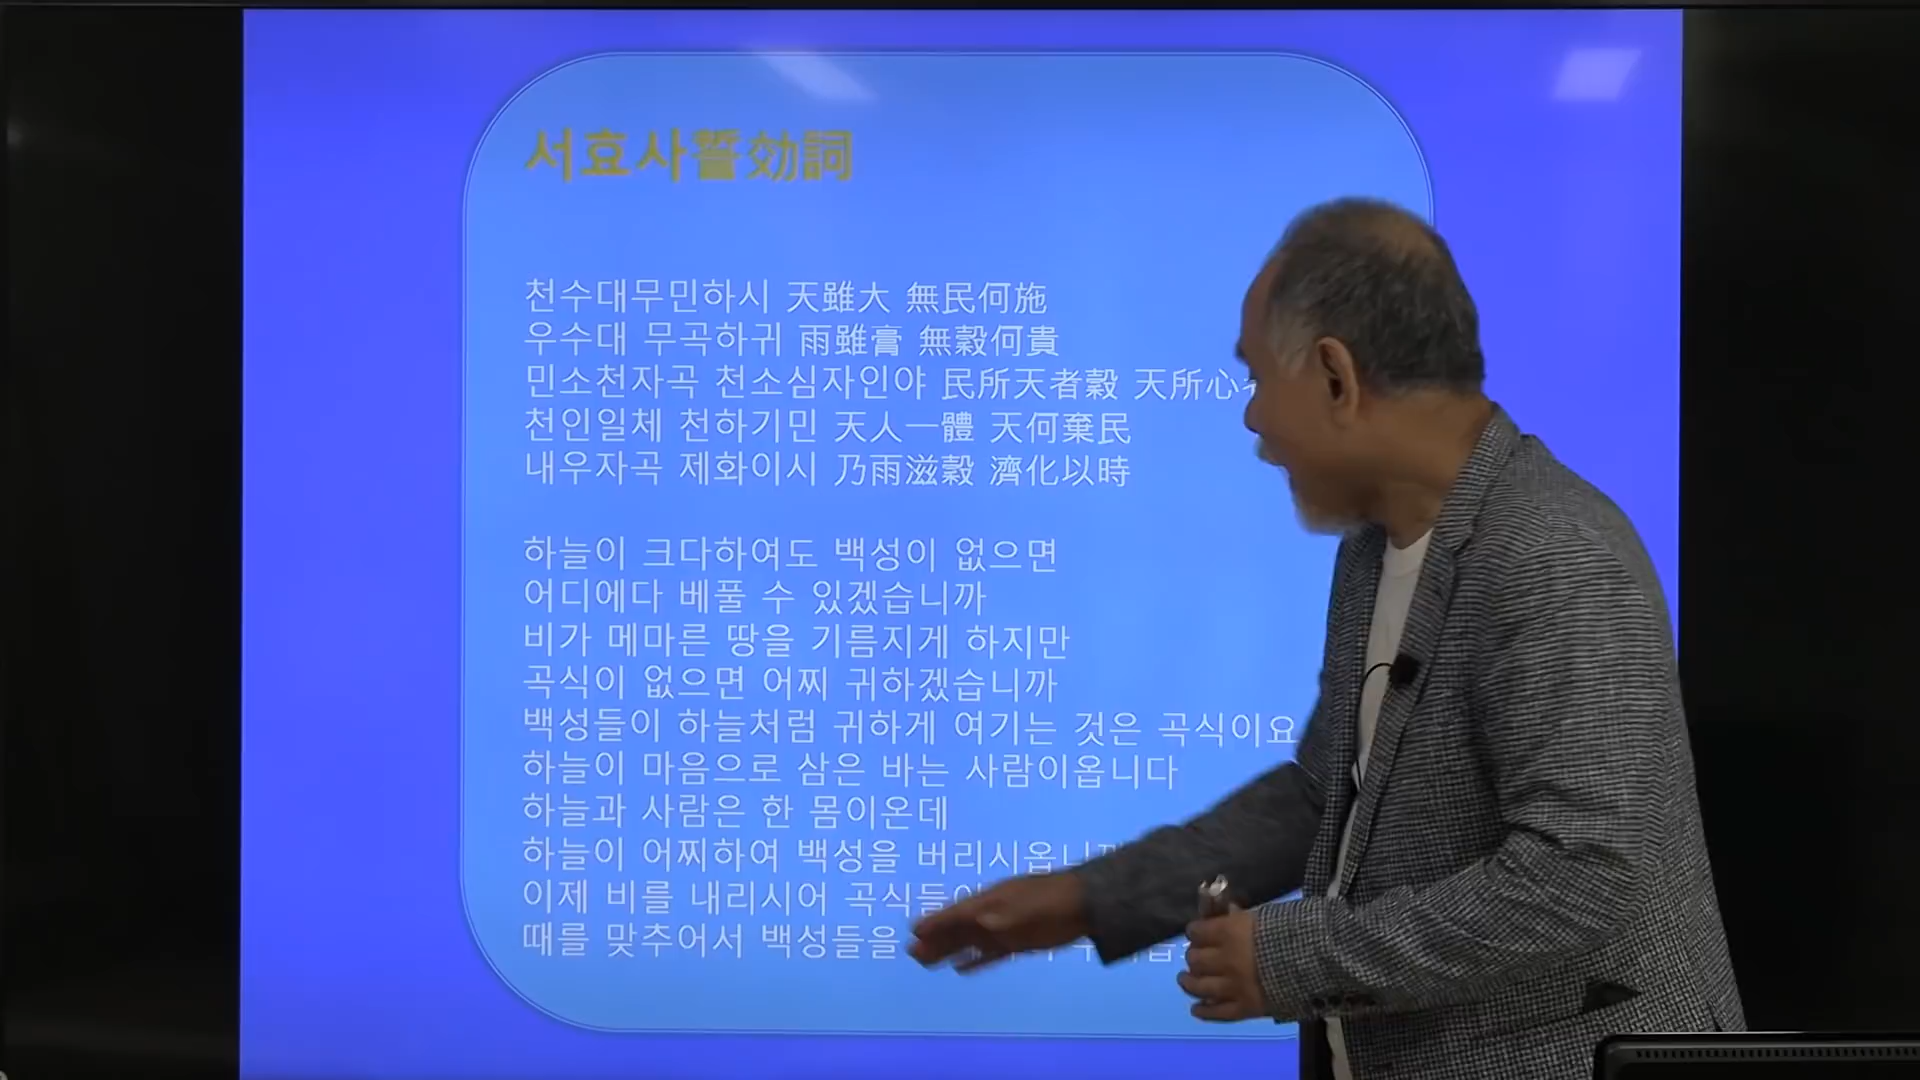 서효사誓効詞
천수대무민하시 天雖大 無民何施
우수대 무곡하귀 雨雖膏 無穀何貴
민소천자곡 천소심자인야 民所天者穀 天所心
천인일체 천하기민 天人一體 天何棄民
내우자곡 제화이시 乃雨滋穀 濟化以時
하늘이 크다하여도 백성이 없으면
어디에다 베풀 수 있겠습니까
비가 메마른 땅을 기름지게 하지만
곡식이 없으면 어찌 귀하겠습니까
백성들이 하늘처럼 귀하게 여기는 것은 곡식이요
하늘이 마음으로 삼은 바는 사람이옵니다
하늘과 사람은 한 몸이온데
하늘이 어찌하여 백성을 버리시옵니까
이제 비를 내리시어 곡식들이
때를 맞추어서 백성들을